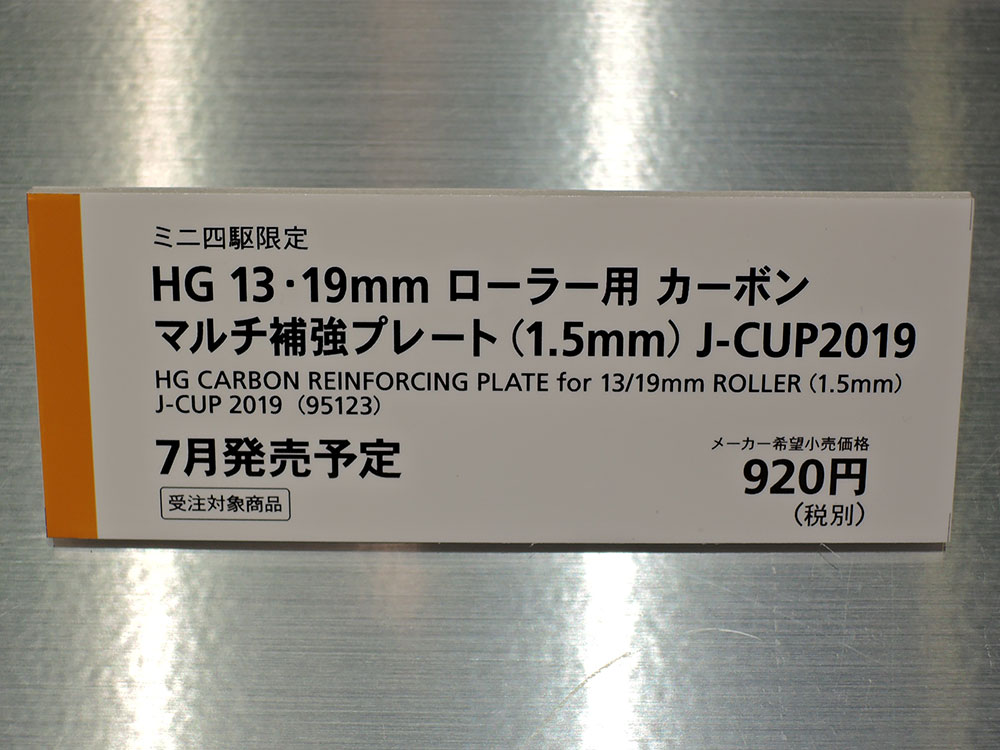 ミニ四駆限定
HG 13・19mm ローラー用 カーボン
マルチ補強プレート（1.5mm）J-CUP2019
HG CARBON REINFORCING PLATE for 13/19mm ROLLER（1.5mm）
J-CUP 2019（95123）
7月発売予定
受注対象商品
メーカー希望小売価格
920円
（税別）